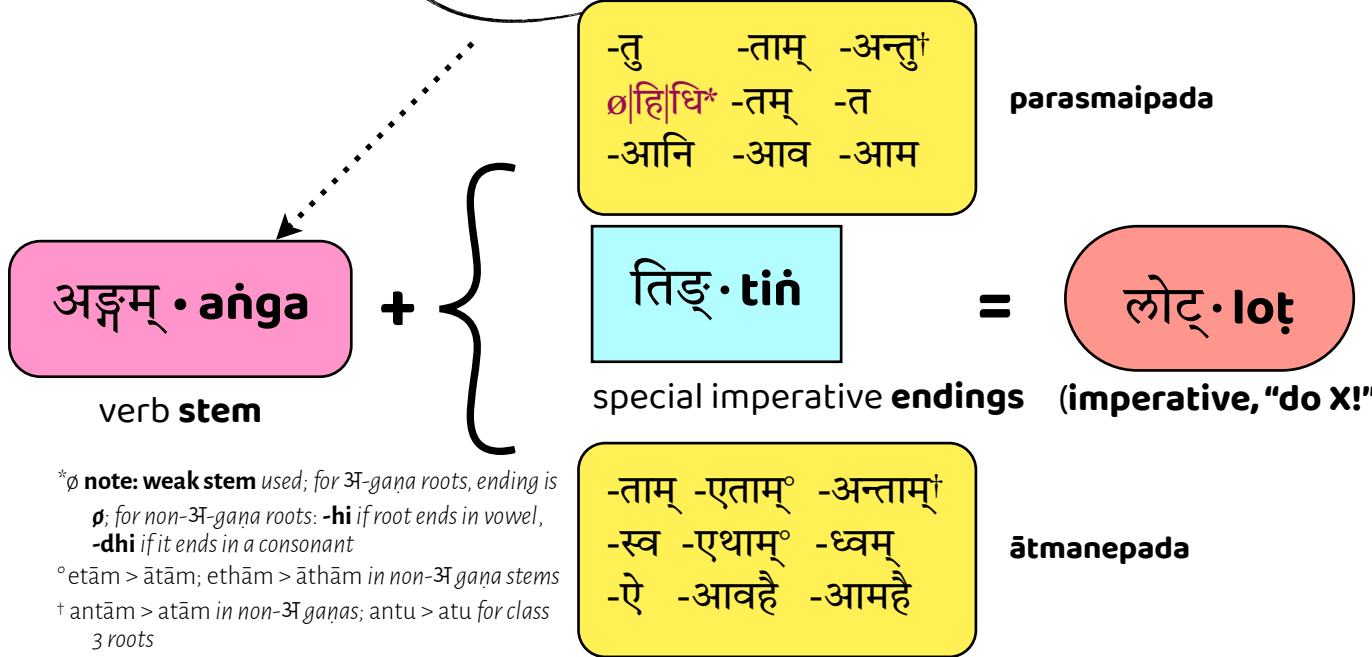 -तु -ताम् -अन्तु†
ø|हि|धि* -तम् -त
-आनि -आव -आम
parasmaipada
अङ्गम् • aṅga
+
तिङ् • tiṅ
=
लोट् • loṭ
verb stem
special imperative endings
(imperative, “do X!”
*ø note: weak stem used; for अ-gaṇa roots, ending is
ø; for non-अ-gaṇa roots: -hi if root ends in vowel,
-dhi if it ends in a consonant
° etām > ātām; ethām > āthām in non-अ gaṇa stems
† antām > atām in non-अ gaṇas; antu > atu for class
3 roots
-ताम् -एताम्° -अन्ताम्†
-स्व -एथाम्° -ध्वम्
-ऐ -आवहै -आमहै
ātmanepada